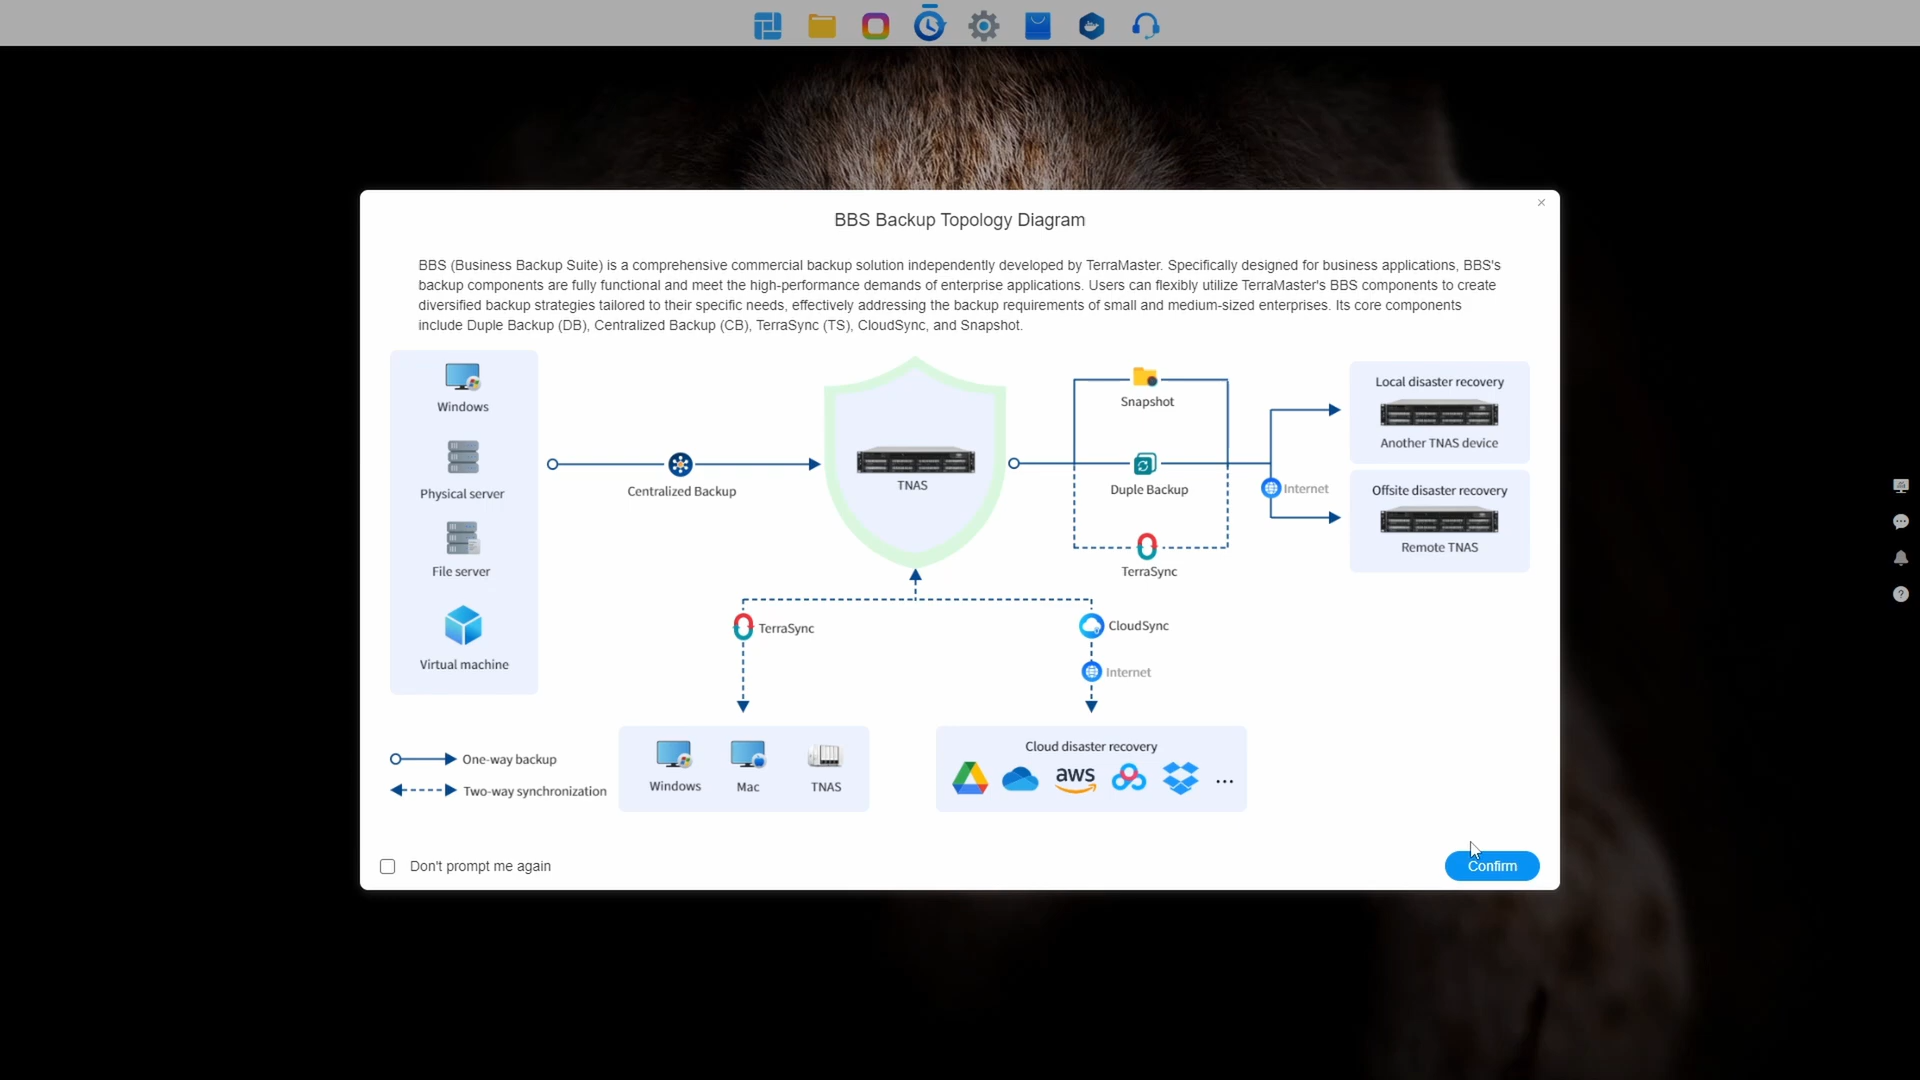 BBS Backup Topology Diagram
BBS (Business Backup Suite) is a comprehensive commercial backup solution independently developed by TerraMaster. Specifically designed for business applications, BBS's
backup components are fully functional and meet the high-performance demands of enterprise applications. Users can flexibly utilize TerraMaster's BBS components to create
diversified backup strategies tailored to their specific needs, effectively addressing the backup requirements of small and medium-sized enterprises. Its core components
include Duple Backup (DB), Centralized Backup (CB), TerraSync (TS), CloudSync, and Snapshot.
Windows
Physical server
File server
Virtual machine
Centralized Backup
TNAS
Snapshot
Duple Backup
TerraSync
Internet
Local disaster recovery
Another TNAS device
Offsite disaster recovery
Remote TNAS
TerraSync
CloudSync
Internet
One-way backup
Two-way synchronization
Windows
Mac
TNAS
Cloud disaster recovery
aws
...
Don't prompt me again
Confirm